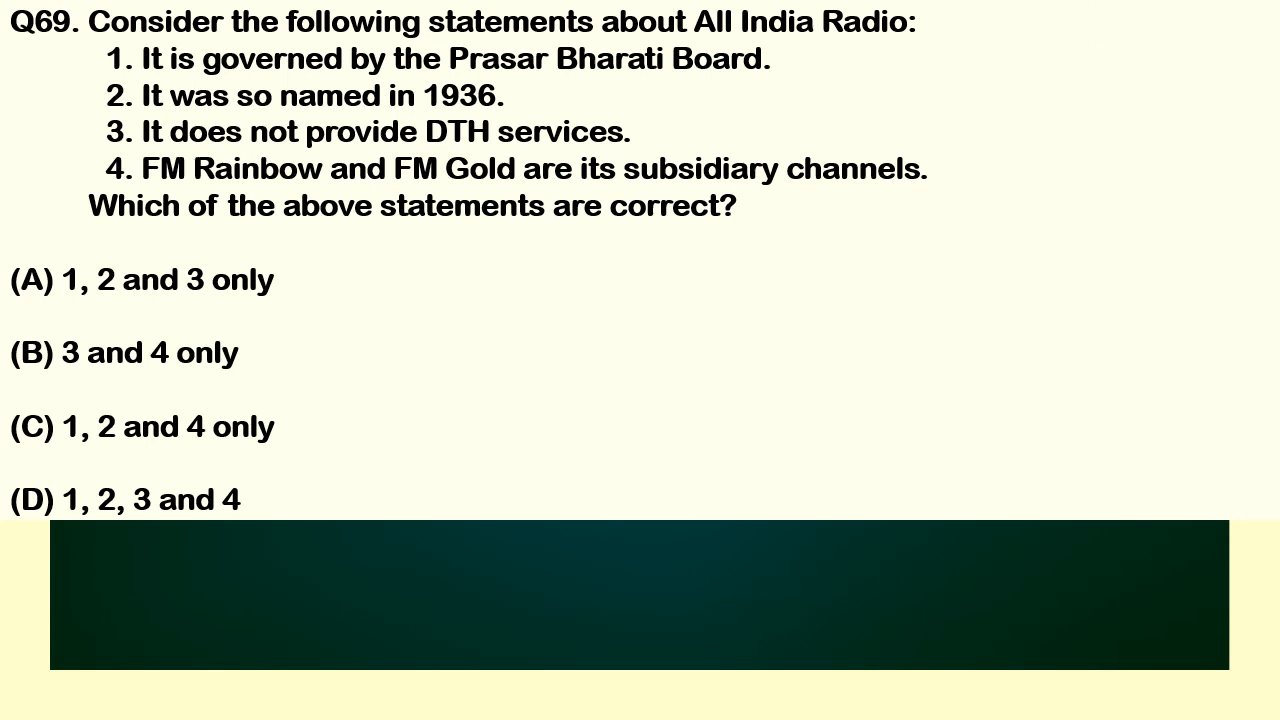 Q69. Consider the following statements about All India Radio:
1. It is governed by the Prasar Bharati Board.
2. It was so named in 1936.
3. It does not provide DTH services.
4. FM Rainbow and FM Gold are its subsidiary channels.
Which of the above statements are correct?
(A) 1, 2 and 3 only
(B) 3 and 4 only
(C) 1, 2 and 4 only
(D) 1, 2, 3 and 4